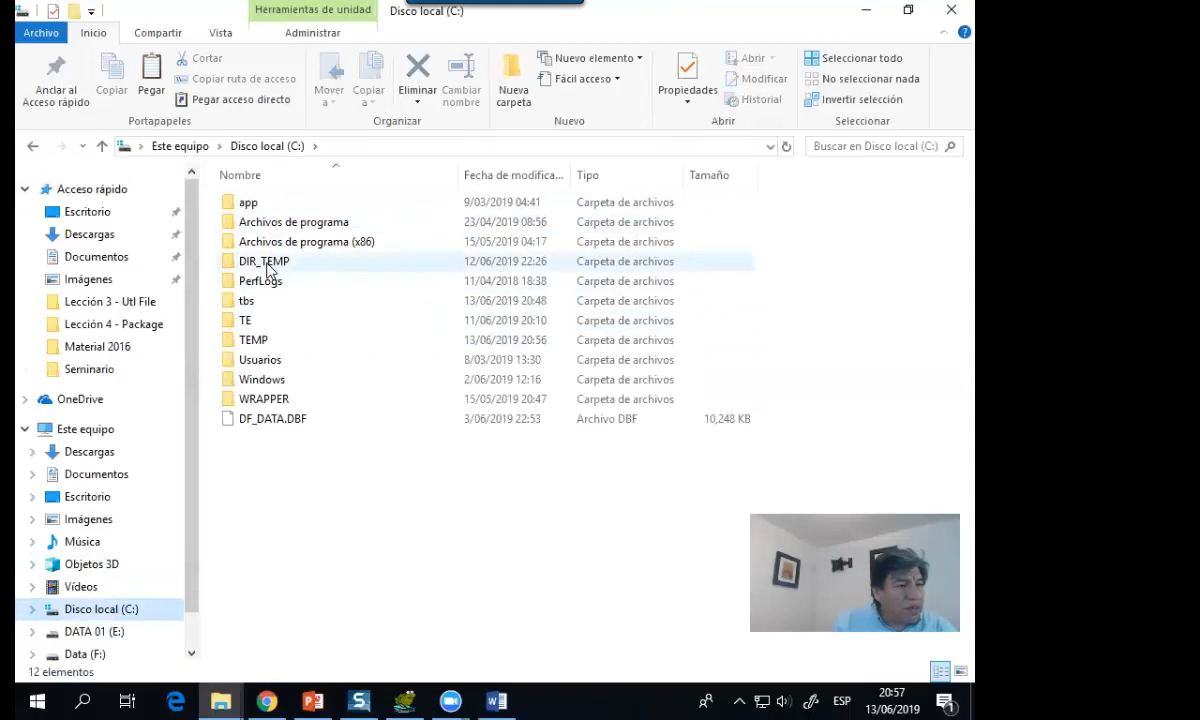 Herramientas de unidad
Disco local (C:)
Archivo
Inicio
Compartir
Vista
Administrar
Anclar al
Acceso rápido
Copiar
Pegar
Cortar
Copiar ruta de acceso
Pegar acceso directo
Portapapeles
Mover
a
Copiar
a
Eliminar
Cambiar
nombre
Organizar
Nueva
carpeta
Nuevo elemento
Fácil acceso
Nuevo
Propiedades
Abrir
Modificar
Historial
Abrir
Seleccionar todo
No seleccionar nada
Invertir selección
Seleccionar
Este equipo
Disco local (C:)
Buscar en Disco local (C:)
Nombre
Fecha de modifica...
Tipo
Tamaño
app 9/03/2019 04:41 Carpeta de archivos
Archivos de programa 23/04/2019 08:56 Carpeta de archivos
Archivos de programa (x86) 15/05/2019 04:17 Carpeta de archivos
DIR_TEMP 12/06/2019 22:26 Carpeta de archivos
PerfLogs 11/04/2018 18:38 Carpeta de archivos
tbs 13/06/2019 20:48 Carpeta de archivos
TE 11/06/2019 20:10 Carpeta de archivos
TEMP 13/06/2019 20:56 Carpeta de archivos
Usuarios 8/03/2019 13:30 Carpeta de archivos
Windows 2/06/2019 12:16 Carpeta de archivos
WRAPPER 15/05/2019 20:47 Carpeta de archivos
DF_DATA.DBF 3/06/2019 22:53 Archivo DBF 10,248 KB
Acceso rápido
Escritorio
Descargas
Documentos
Imágenes
Lección 3 - Utl File
Lección 4 - Package
Material 2016
Seminario
OneDrive
Este equipo
Descargas
Documentos
Escritorio
Imágenes
Música
Objetos 3D
Vídeos
Disco local (C:)
DATA 01 (E:)
Data (F:)
12 elementos
ESP
20:57
13/06/2019
1